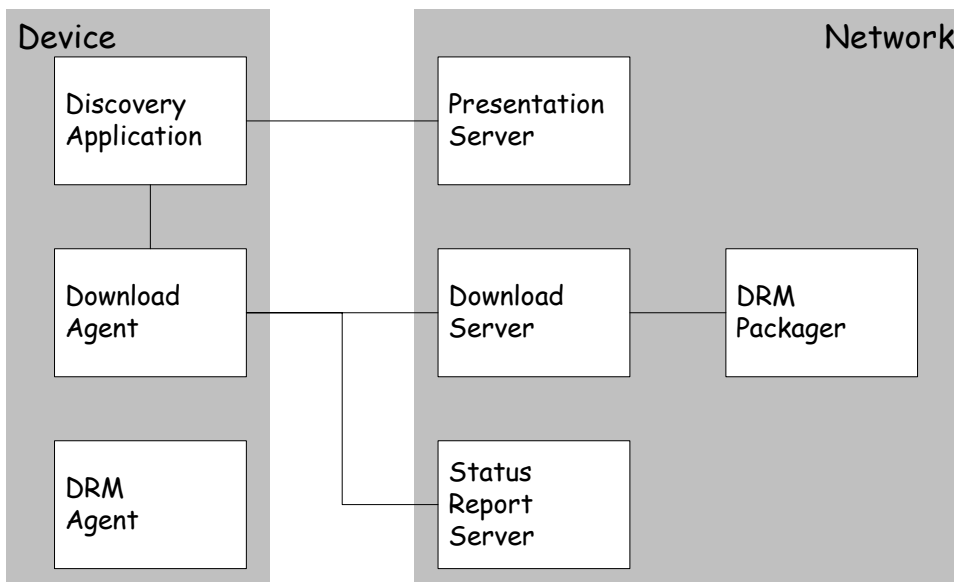 Device
Network
Discovery
Application
Presentation
Server
Download
Agent
Download
Server
DRM
Packager
DRM
Agent
Status
Report
Server